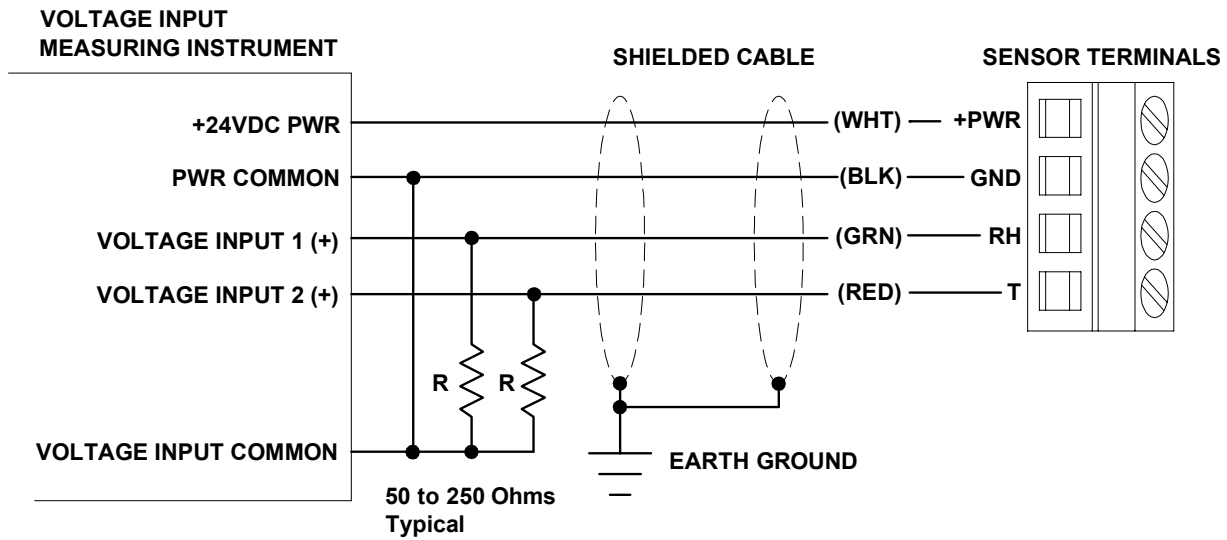 VOLTAGE INPUT
MEASURING INSTRUMENT
SHIELDED CABLE
SENSOR TERMINALS
+24VDC PWR
(WHT)
+PWR
PWR COMMON
(BLK)
GND
VOLTAGE INPUT 1 (+)
(GRN)
RH
VOLTAGE INPUT 2 (+)
(RED)
T
R
R
VOLTAGE INPUT COMMON
EARTH GROUND
50 to 250 Ohms
Typical